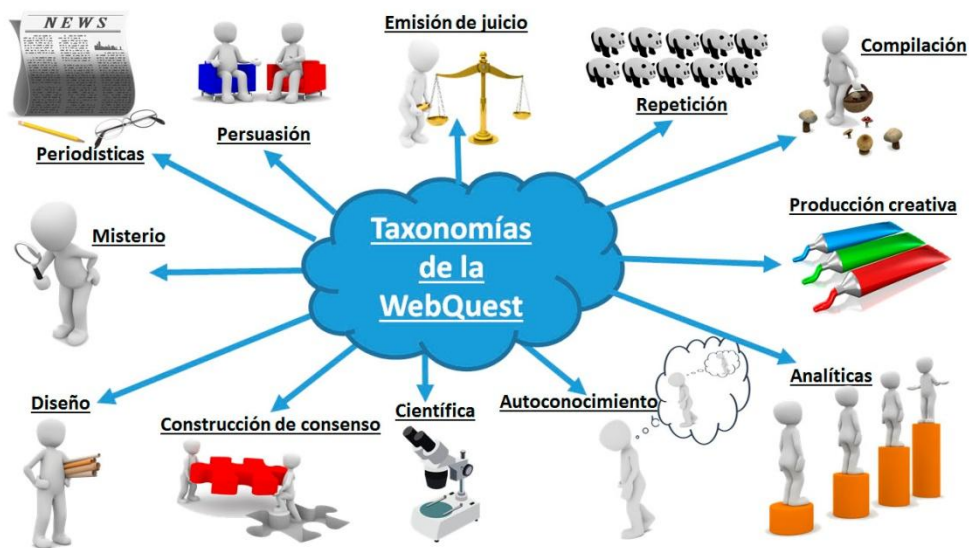 NEWS
Periodísticas
Persuasión
Emisión de juicio
Repetición
Compilación
Misterio
Taxonomías
de la
WebQuest
Producción creativa
Diseño
Construcción de consenso
Científica
Autoconocimiento
Analíticas